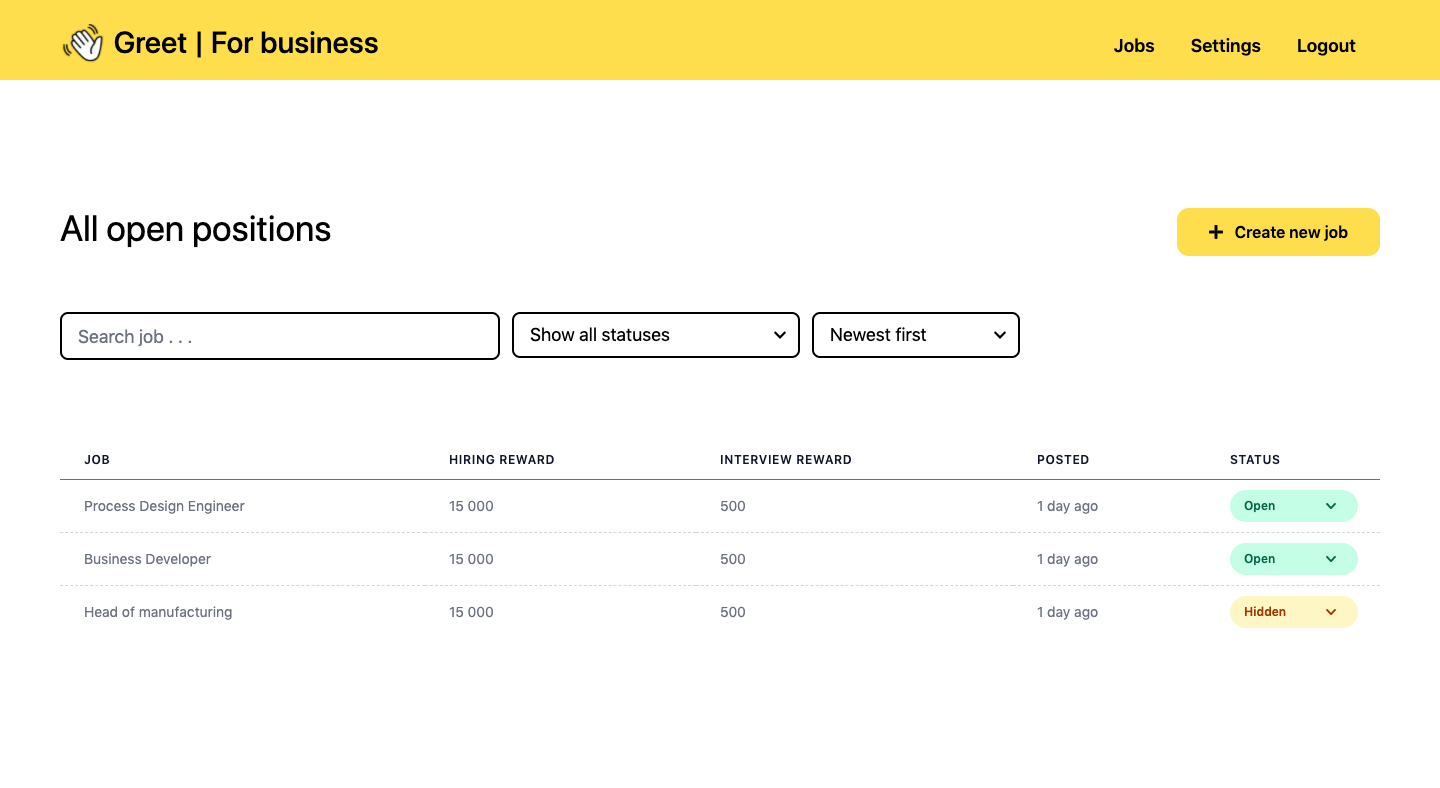 Greet | For business
Jobs Settings Logout
All open positions
Create new job
Search job . . .
Show all statuses
Newest first
JOB HIRING REWARD INTERVIEW REWARD POSTED STATUS
Process Design Engineer 15 000 500 1 day ago Open
Business Developer 15 000 500 1 day ago Open
Head of manufacturing 15 000 500 1 day ago Hidden